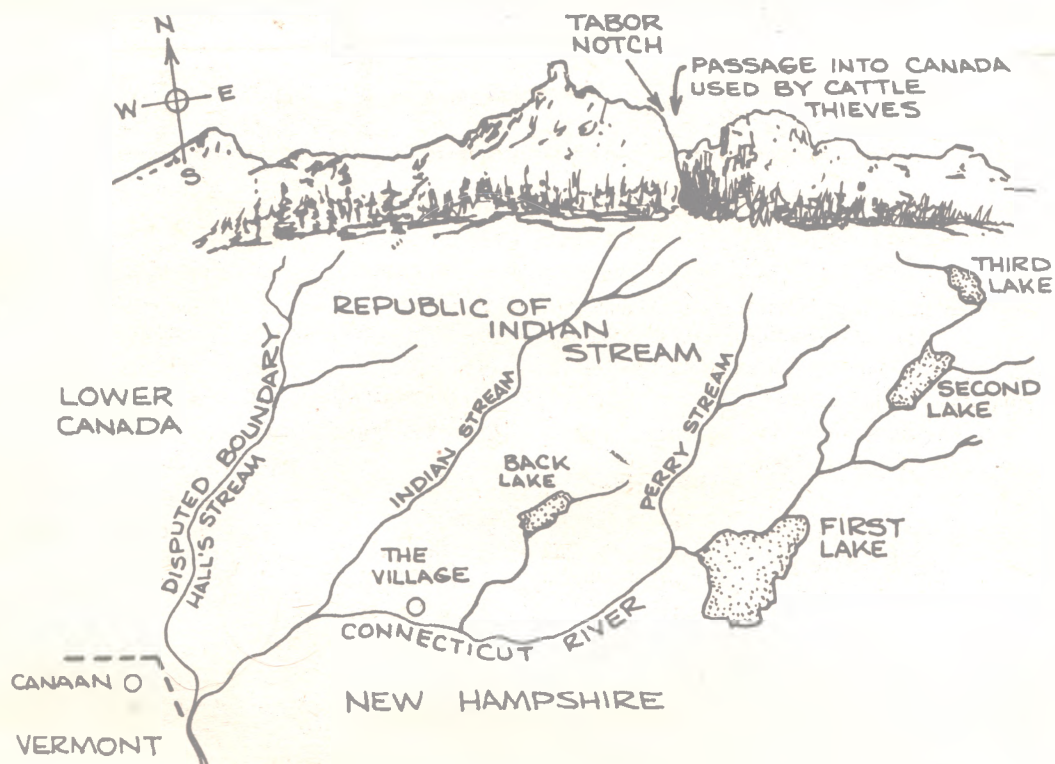 N
W
E
S
TABOR
NOTCH
PASSAGE INTO CANADA
USED BY CATTLE
THIEVES
THIRD
LAKE
REPUBLIC OF
INDIAN
STREAM
LOWER
CANADA
DISPUTED BOUNDARY
HALL'S STREAM
INDIAN STREAM
PERRY STREAM
SECOND
LAKE
BACK
LAKE
FIRST
LAKE
THE
VILLAGE
CONNECTICUT RIVER
CANAAN
NEW HAMPSHIRE
VERMONT